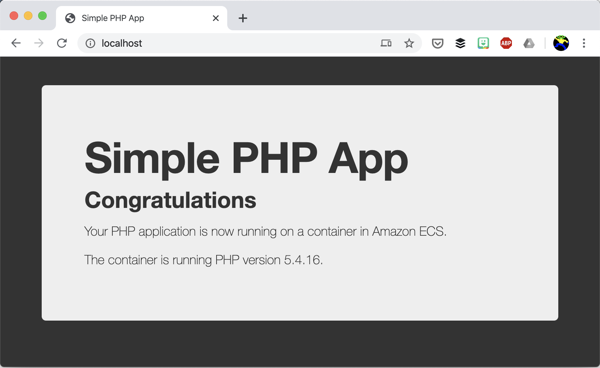 Simple PHP App
localhost
ABP
Simple PHP App
Congratulations
Your PHP application is now running on a container in Amazon ECS.
The container is running PHP version 5.4.16.